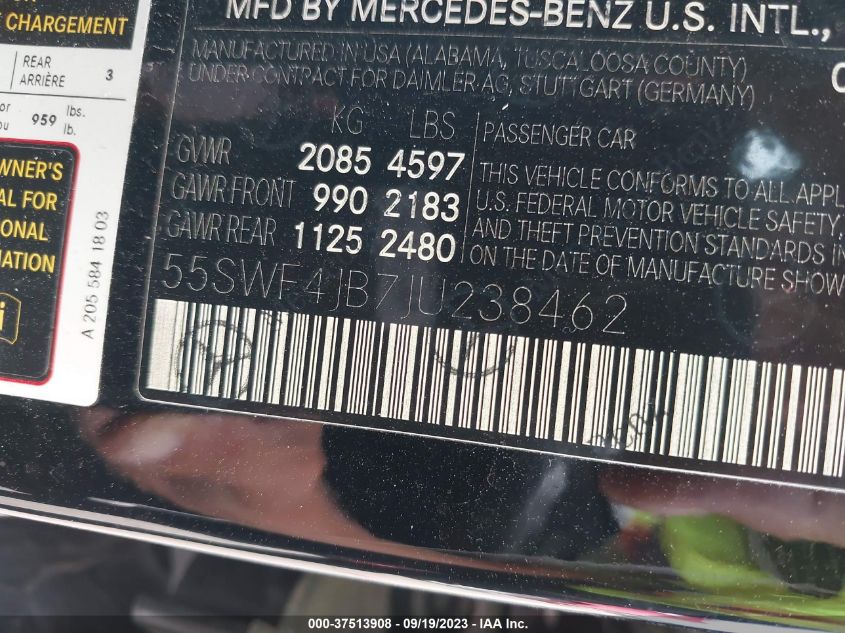 CHARGEMENT
REAR
ARRIÈRE 3
or 959 lbs.
ou lb.
OWNER'S
AL FOR
IONAL
MATION
i
A 205 584 18 03
MFD BY MERCEDES-BENZ U.S. INTL.,
MANUFACTURED IN USA (ALABAMA, TUSCALOOSA COUNTY)
UNDER CONTRACT FOR DAIMLER AG, STUTTGART (GERMANY)
KG LBS
GVWR 2085 4597
GAWR FRONT 990 2183
GAWR REAR 1125 2480
PASSENGER CAR
THIS VEHICLE CONFORMS TO ALL APPL
U.S. FEDERAL MOTOR VEHICLE SAFETY,
AND THEFT PREVENTION STANDARDS IN
ON THE DATE OF MANUFACTURE SHOW
55SWF4JB7JU238462
000-37513908 - 09/19/2023 - IAA Inc.